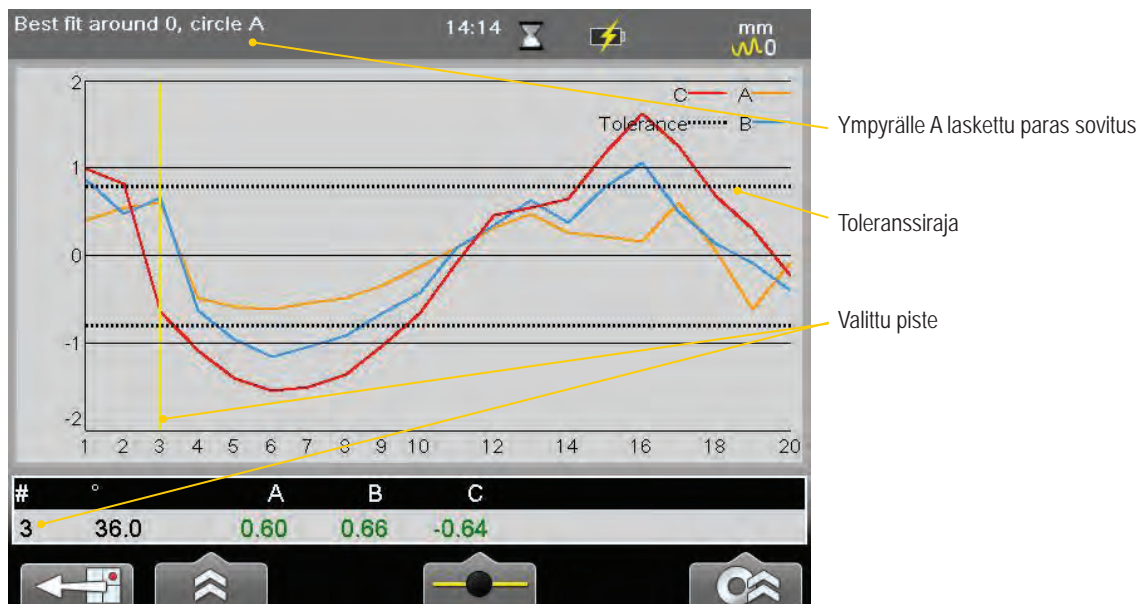 Best fit around 0, circle A
14:14
mm
0
2
C A
Tolerance B
1
0
-1
-2
1 2 3 4 5 6 7 8 9 10 12 14 16 18 20
# ° A B C
3 36.0 0.60 0.66 -0.64
Ympyrälle A laskettu paras sovitus
Toleranssiraja
Valittu piste